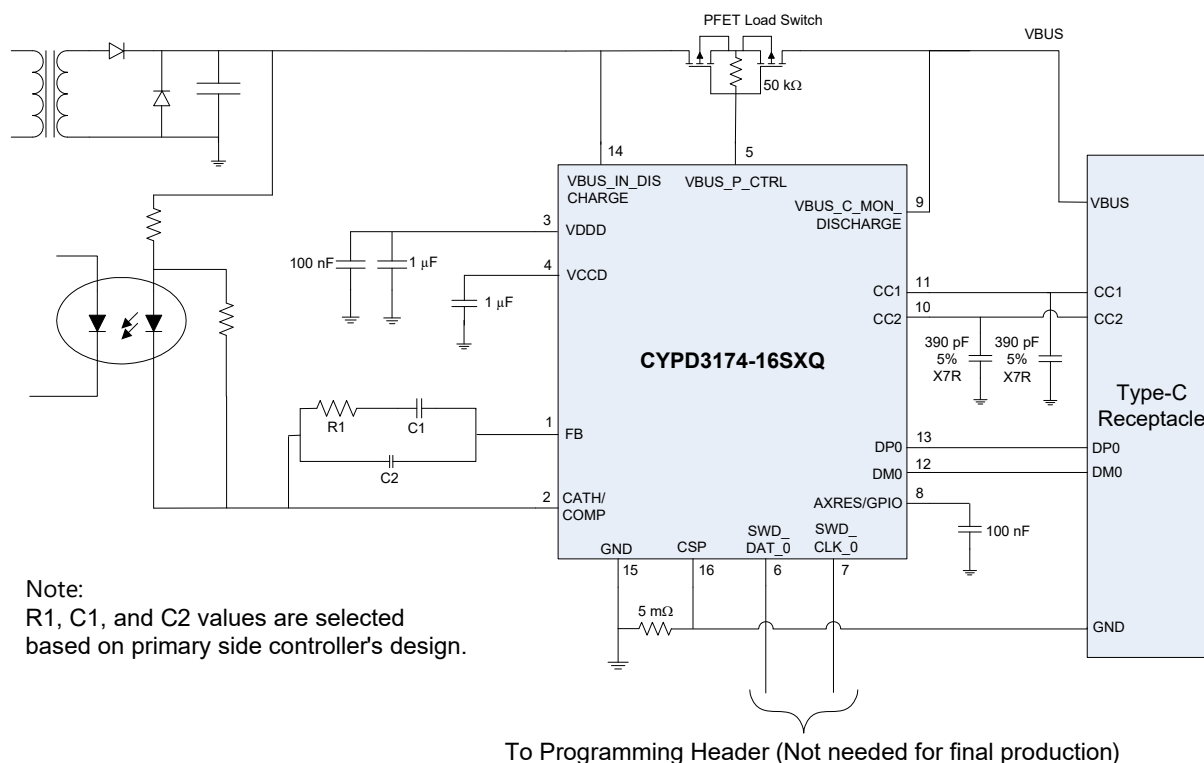 PFET Load Switch
VBUS
50 kΩ
14
5
VBUS_IN_DIS
CHARGE
VBUS_P_CTRL
VBUS_C_MON_
DISCHARGE
9
VBUS
3
VDDD
100 nF
1 µF
4
VCCD
1 µF
11
CC1
CC1
10
CC2
CC2
390 pF
5%
X7R
390 pF
5%
X7R
CYPD3174-16SXQ
Type-C
Receptacle
R1
C1
C2
1
FB
13
DP0
DP0
12
DM0
DM0
8
AXRES/GPIO
100 nF
2
CATH/
COMP
GND
15
CSP
16
SWD_
DAT_0
6
SWD_
CLK_0
7
5 mΩ
GND
Note:
R1, C1, and C2 values are selected
based on primary side controller's design.
To Programming Header (Not needed for final production)